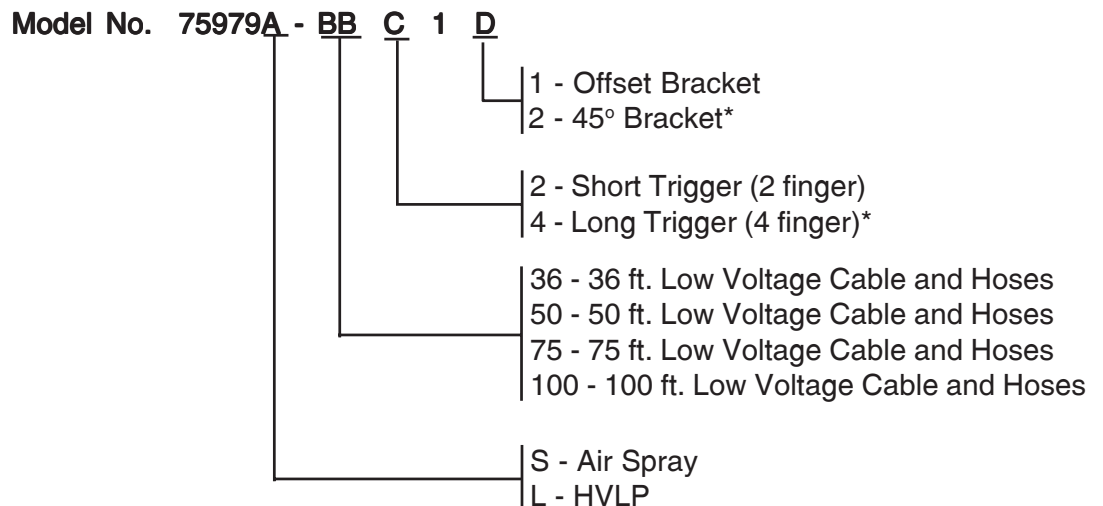 Model No. 75979A - BB C 1 D
1 - Offset Bracket
2 - 45º Bracket*
2 - Short Trigger (2 finger)
4 - Long Trigger (4 finger)*
36 - 36 ft. Low Voltage Cable and Hoses
50 - 50 ft. Low Voltage Cable and Hoses
75 - 75 ft. Low Voltage Cable and Hoses
100 - 100 ft. Low Voltage Cable and Hoses
S - Air Spray
L - HVLP